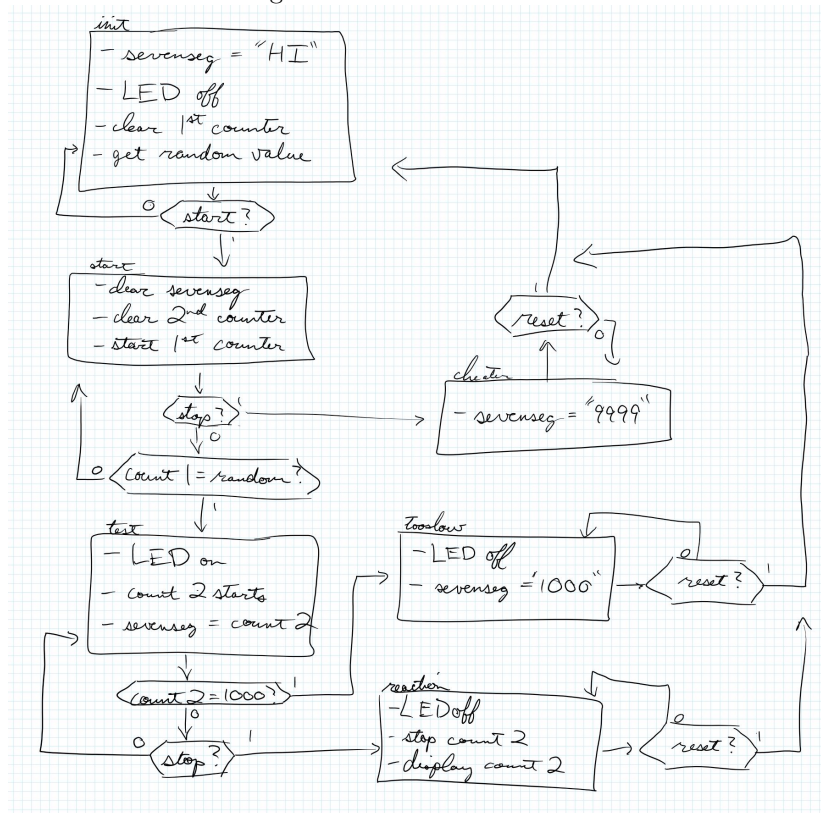 init
- sevenseg = "HI"
- LED off
- clear 1st counter
- get random value
0
start?
1
start
- clear sevenseg
- clear 2nd counter
- start 1st counter
1
reset?
0
cheater
- sevenseg = "9999"
stop?
1
0
0
count 1 = random?
1
test
- LED on
- count 2 starts
- sevenseg = count 2
tooslow
- LED off
- sevenseg = "1000"
0
reset?
1
count 2 = 1000?
1
0
0
stop?
1
reaction
- LED off
- stop count 2
- display count 2
0
reset?
1